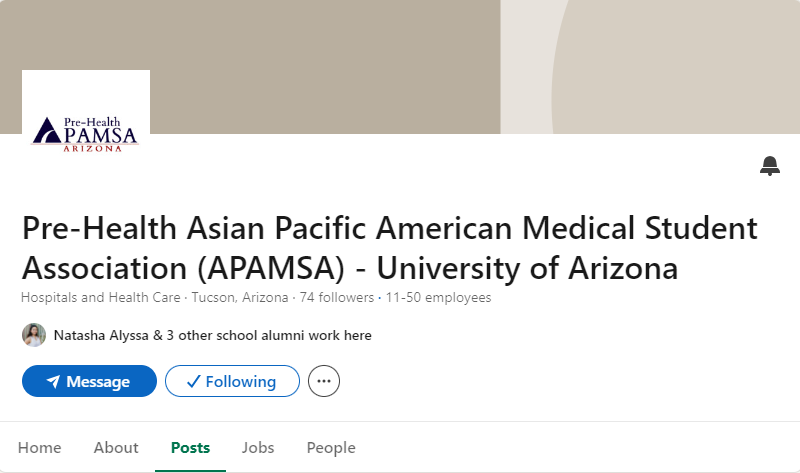 Pre-Health
APAMSA
ARIZONA
Pre-Health Asian Pacific American Medical Student
Association (APAMSA) - University of Arizona
Hospitals and Health Care · Tucson, Arizona · 74 followers · 11-50 employees
Natasha Alyssa & 3 other school alumni work here
Message
Following
Home About Posts Jobs People